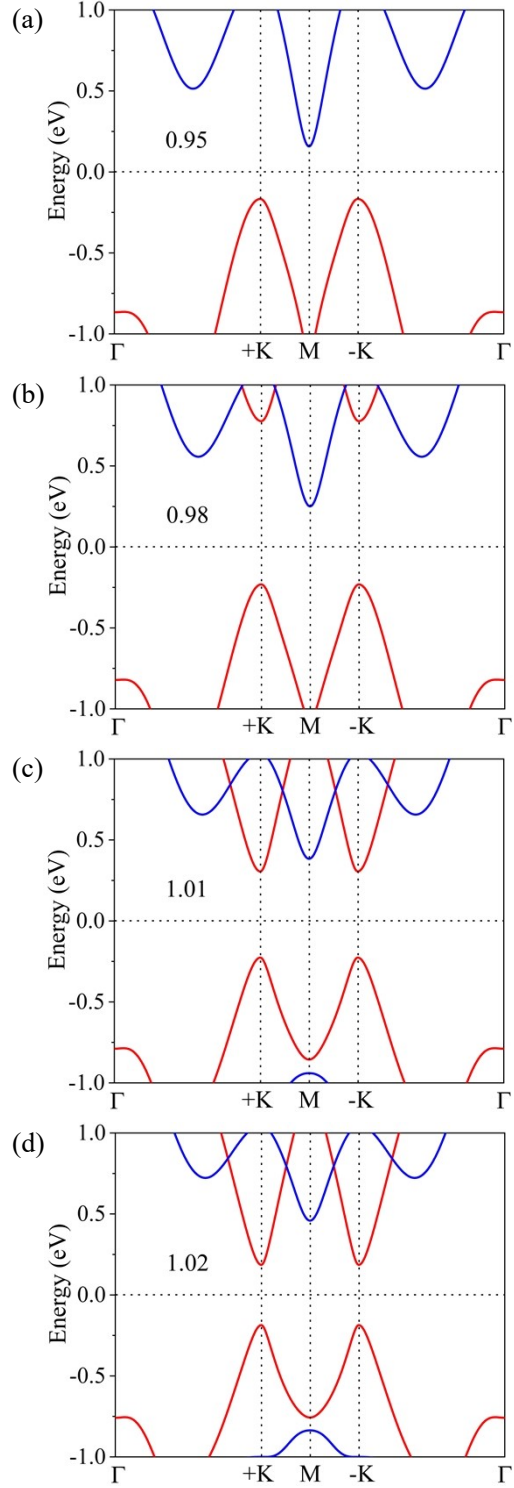 (a)
Energy (eV)
1.0
0.5
0.0
-0.5
-1.0
0.95
Γ +K M -K Γ
(b)
Energy (eV)
1.0
0.5
0.0
-0.5
-1.0
0.98
Γ +K M -K Γ
(c)
Energy (eV)
1.0
0.5
0.0
-0.5
-1.0
1.01
Γ +K M -K Γ
(d)
Energy (eV)
1.0
0.5
0.0
-0.5
-1.0
1.02
Γ +K M -K Γ